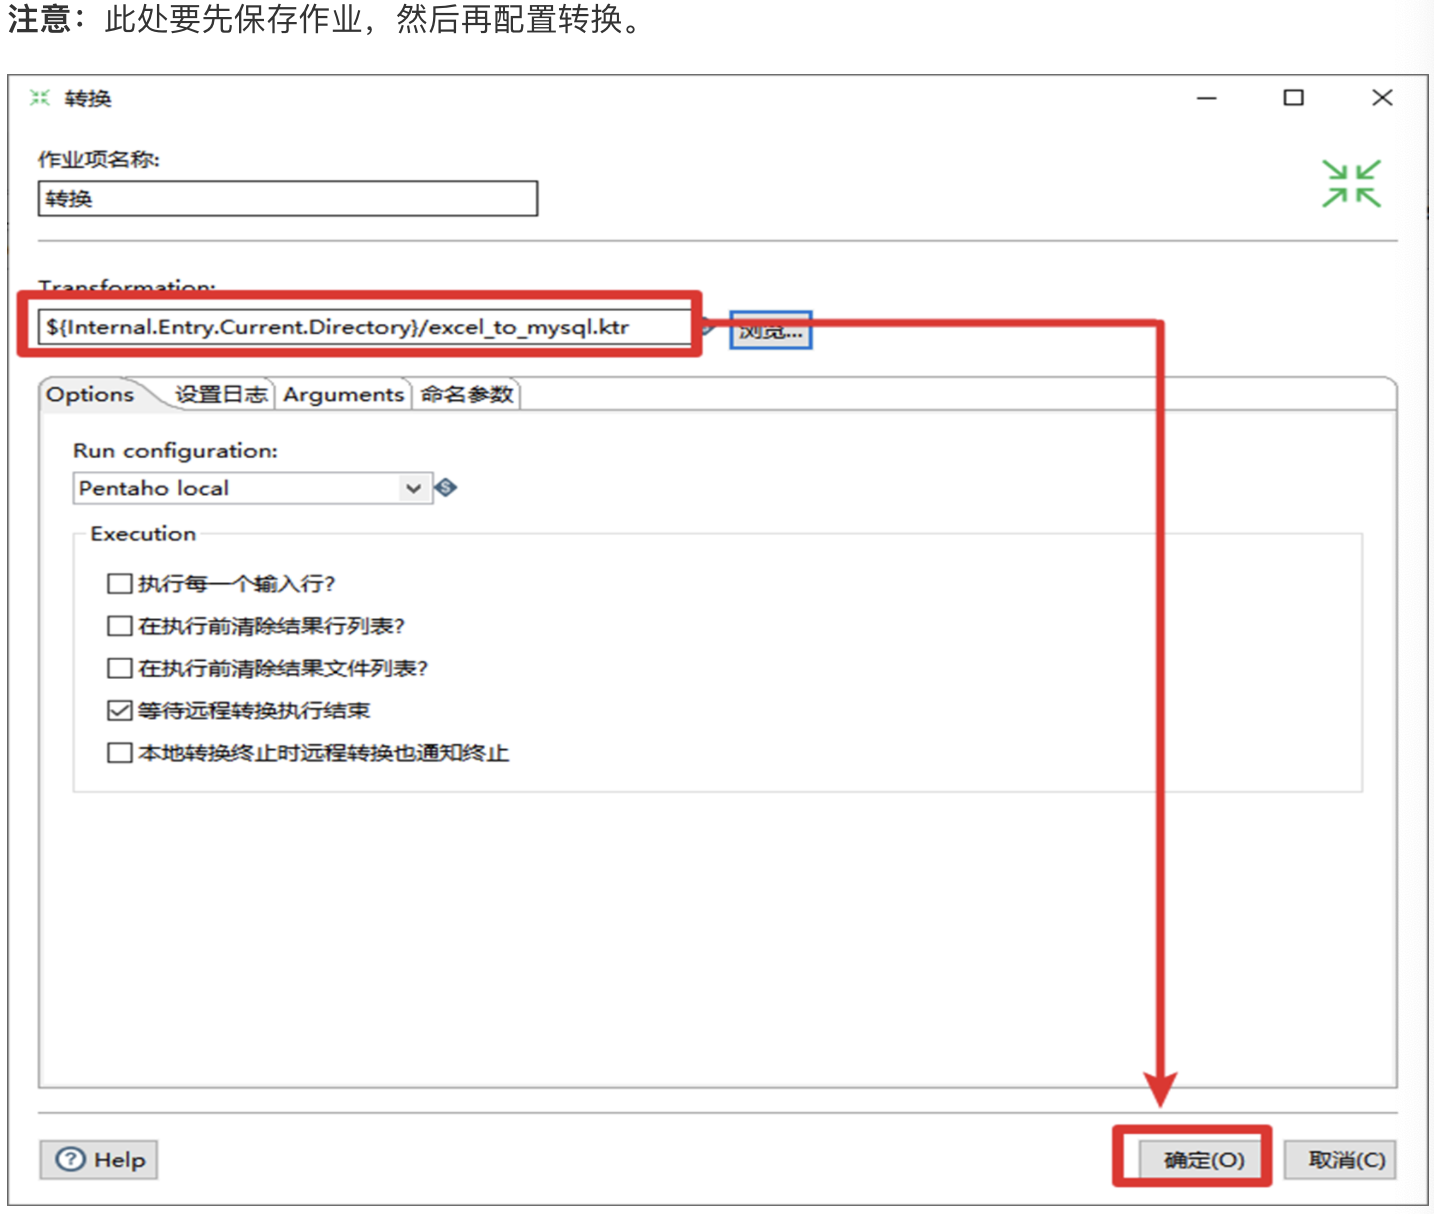 注意：此处要先保存作业，然后再配置转换。
转换
作业项名称:
转换
Transformation:
${Internal.Entry.Current.Directory}/excel_to_mysql.ktr
浏览...
Options 设置日志 Arguments 命名参数
Run configuration:
Pentaho local
Execution
执行每一个输入行?
在执行前清除结果行列表?
在执行前清除结果文件列表?
等待远程转换执行结束
本地转换终止时远程转换也通知终止
Help 确定(O) 取消(C)